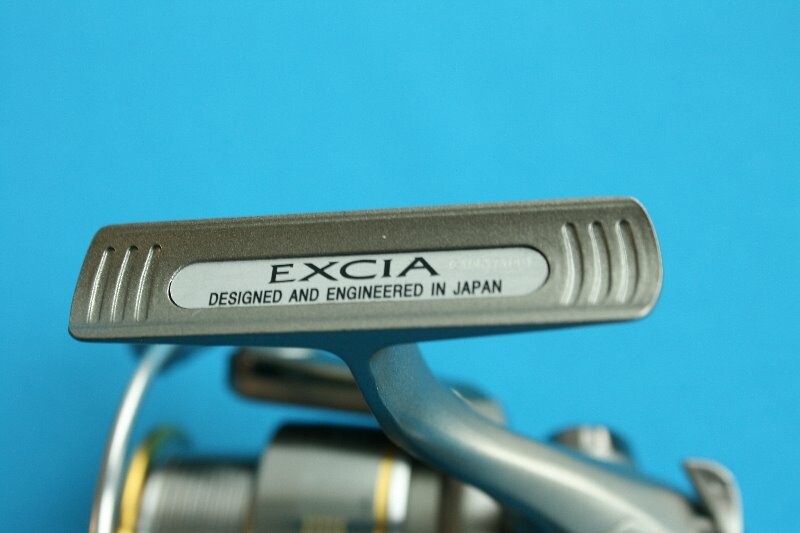 EXCIA
DESIGNED AND ENGINEERED IN JAPAN